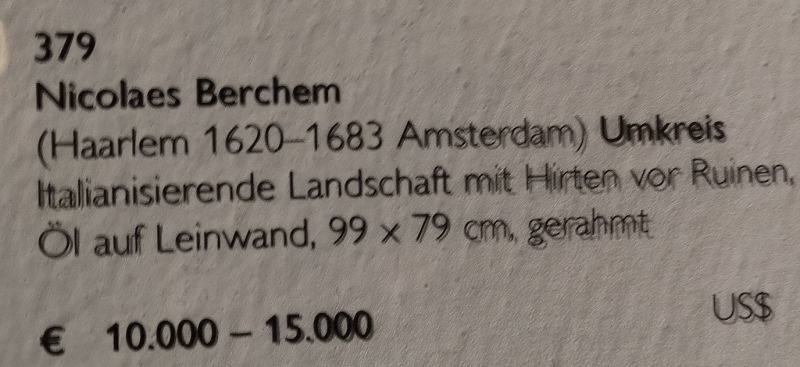 379
Nicolaes Berchem
(Haarlem 1620–1683 Amsterdam) Umkreis
Italianisierende Landschaft mit Hirten vor Ruinen,
Öl auf Leinwand, 99 x 79 cm, gerahmt
€ 10.000 – 15.000 US$